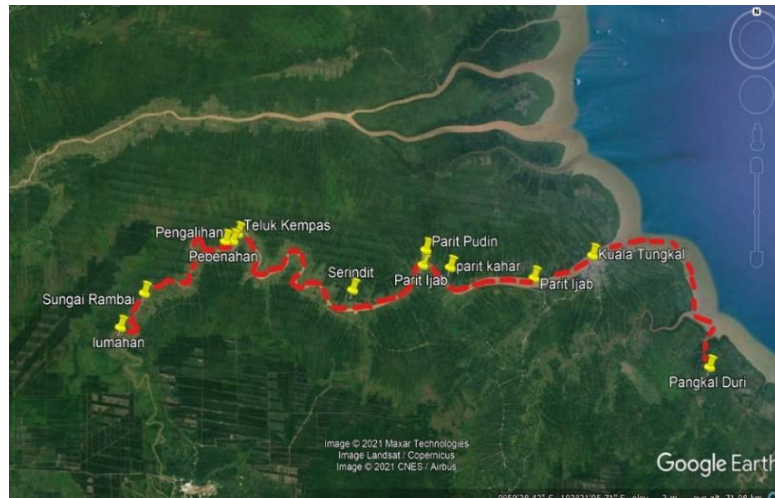 N
Teluk Kempas
Pengalihan
Pebenahan
Parit Pudin
Kuala Tungkal
Serindit
Parit Ijab
parit kahar
Parit Ijab
Sungai Rambai
lumahan
Pangkal Duri
Image © 2021 Maxar Technologies
Image Landsat / Copernicus
Image © 2021 CNES / Airbus
Google Earth